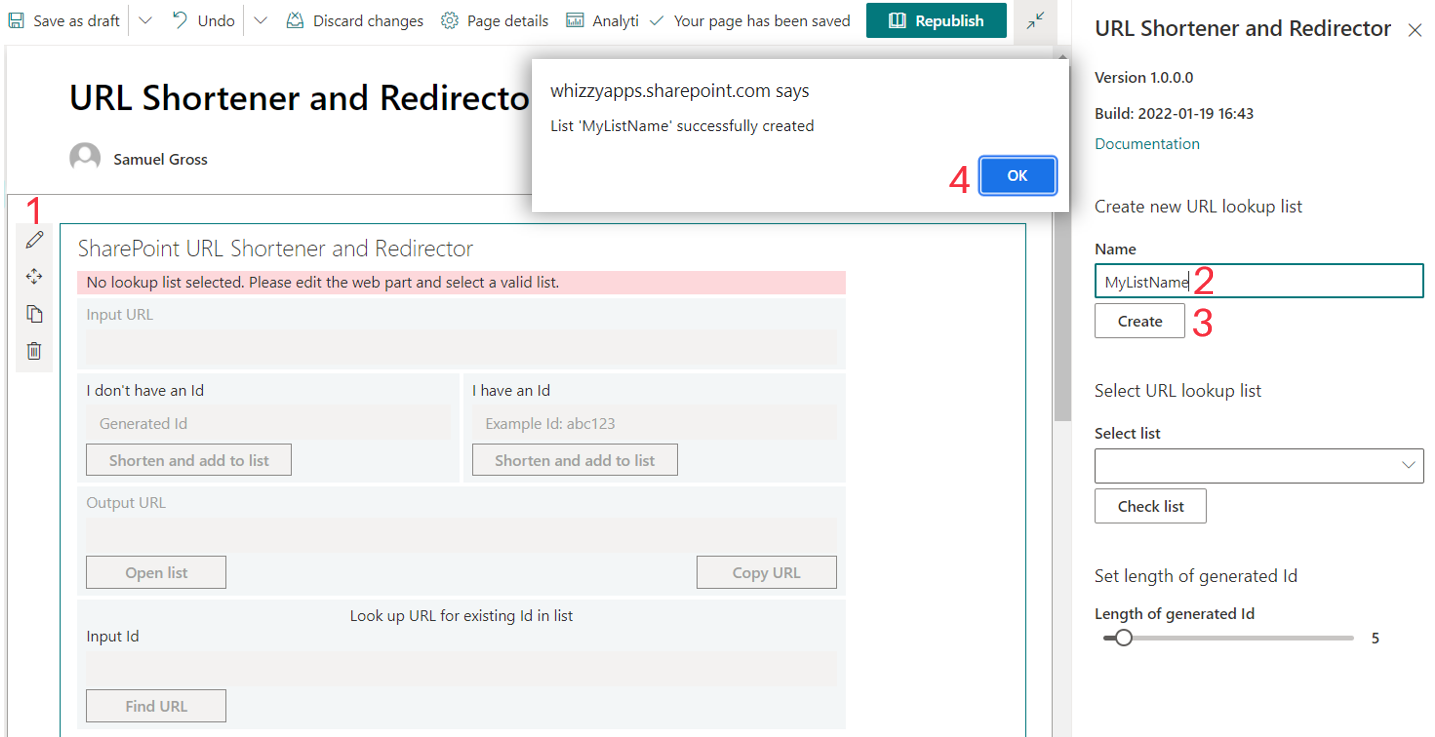 Save as draft
Undo
Discard changes
Page details
Analyti
Your page has been saved
Republish
URL Shortener and Redirecto
Samuel Gross
whizzyapps.sharepoint.com says
List 'MyListName' successfully created
4
OK
1
SharePoint URL Shortener and Redirector
No lookup list selected. Please edit the web part and select a valid list.
Input URL
I don't have an Id
I have an Id
Generated Id
Example Id: abc123
Shorten and add to list
Shorten and add to list
Output URL
Open list
Copy URL
Look up URL for existing Id in list
Input Id
Find URL
URL Shortener and Redirector
Version 1.0.0.0
Build: 2022-01-19 16:43
Documentation
Create new URL lookup list
Name
MyListName 2
Create 3
Select URL lookup list
Select list
Check list
Set length of generated Id
Length of generated Id
5